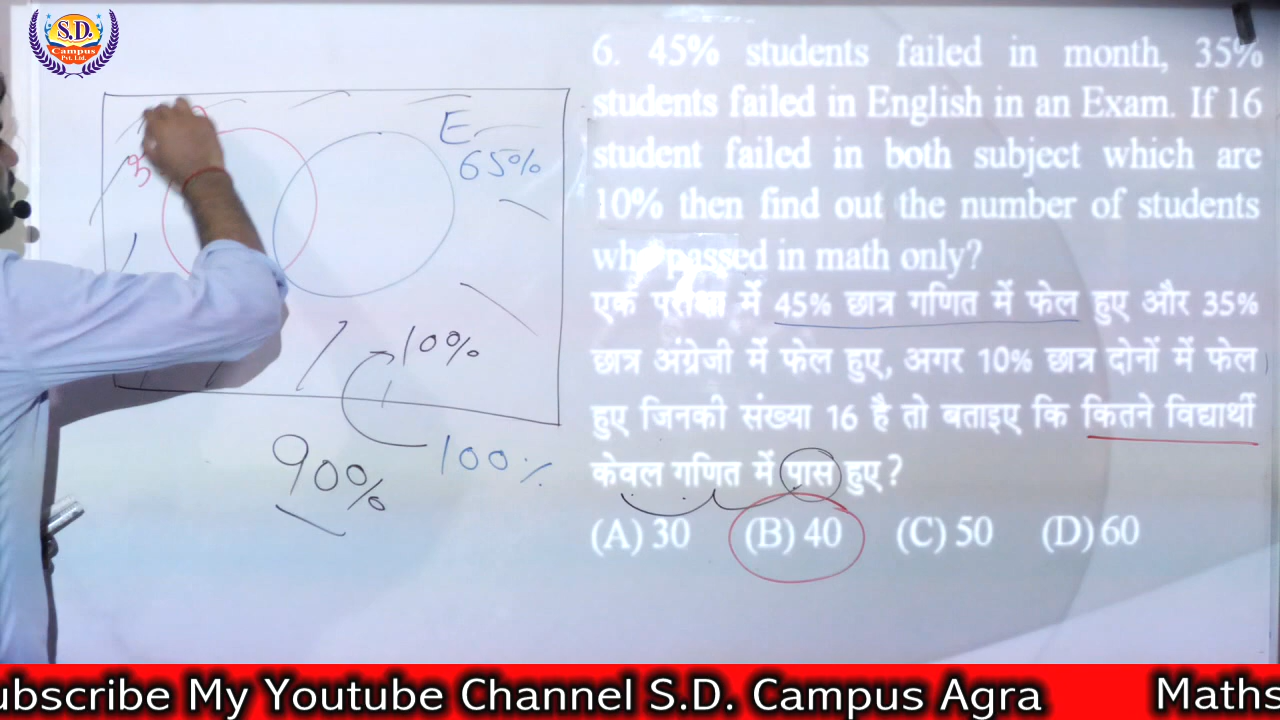 S.D.
Campus
Pvt. Ltd.
6. 45% students failed in month, 35%
students failed in English in an Exam. If 16
student failed in both subject which are
10% then find out the number of students
who passed in math only?
एक परीक्षा में 45% छात्र गणित में फेल हुए और 35%
छात्र अंग्रेजी में फेल हुए, अगर 10% छात्र दोनों में फेल
हुए जिनकी संख्या 16 है तो बताइए कि कितने विद्यार्थी
केवल गणित में पास हुए?
(A) 30 (B) 40 (C) 50 (D) 60
E
65%
10%
100%
90%
ubscribe My Youtube Channel S.D. Campus Agra Maths